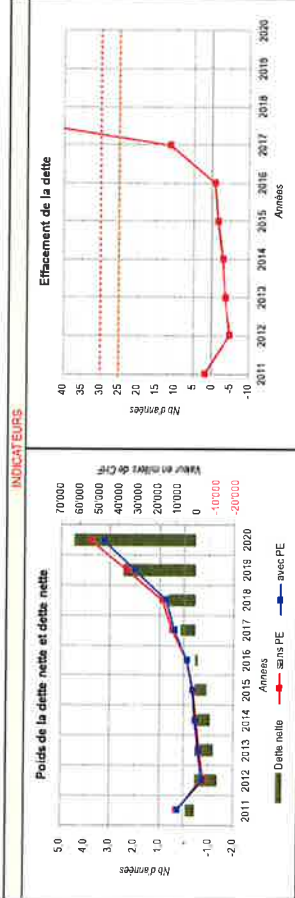 INDICATEURS
Poids de la dette nette et dette nette
5,0
4,0
3,0
2,0
1,0
0,0
-1,0
-2,0
Nb d'années
70'000
60'000
50'000
40'000
30'000
20'000
10'000
0
-10'000
-20'000
Valeur en milliers de CHF
2011 2012 2013 2014 2015 2016 2017 2018 2019 2020
Années
Dette nette sans PE avec PE
Effacement de la dette
40
35
30
25
20
15
10
5
0
-5
-10
Nb d'années
2011 2012 2013 2014 2015 2016 2017 2018 2019 2020
Années